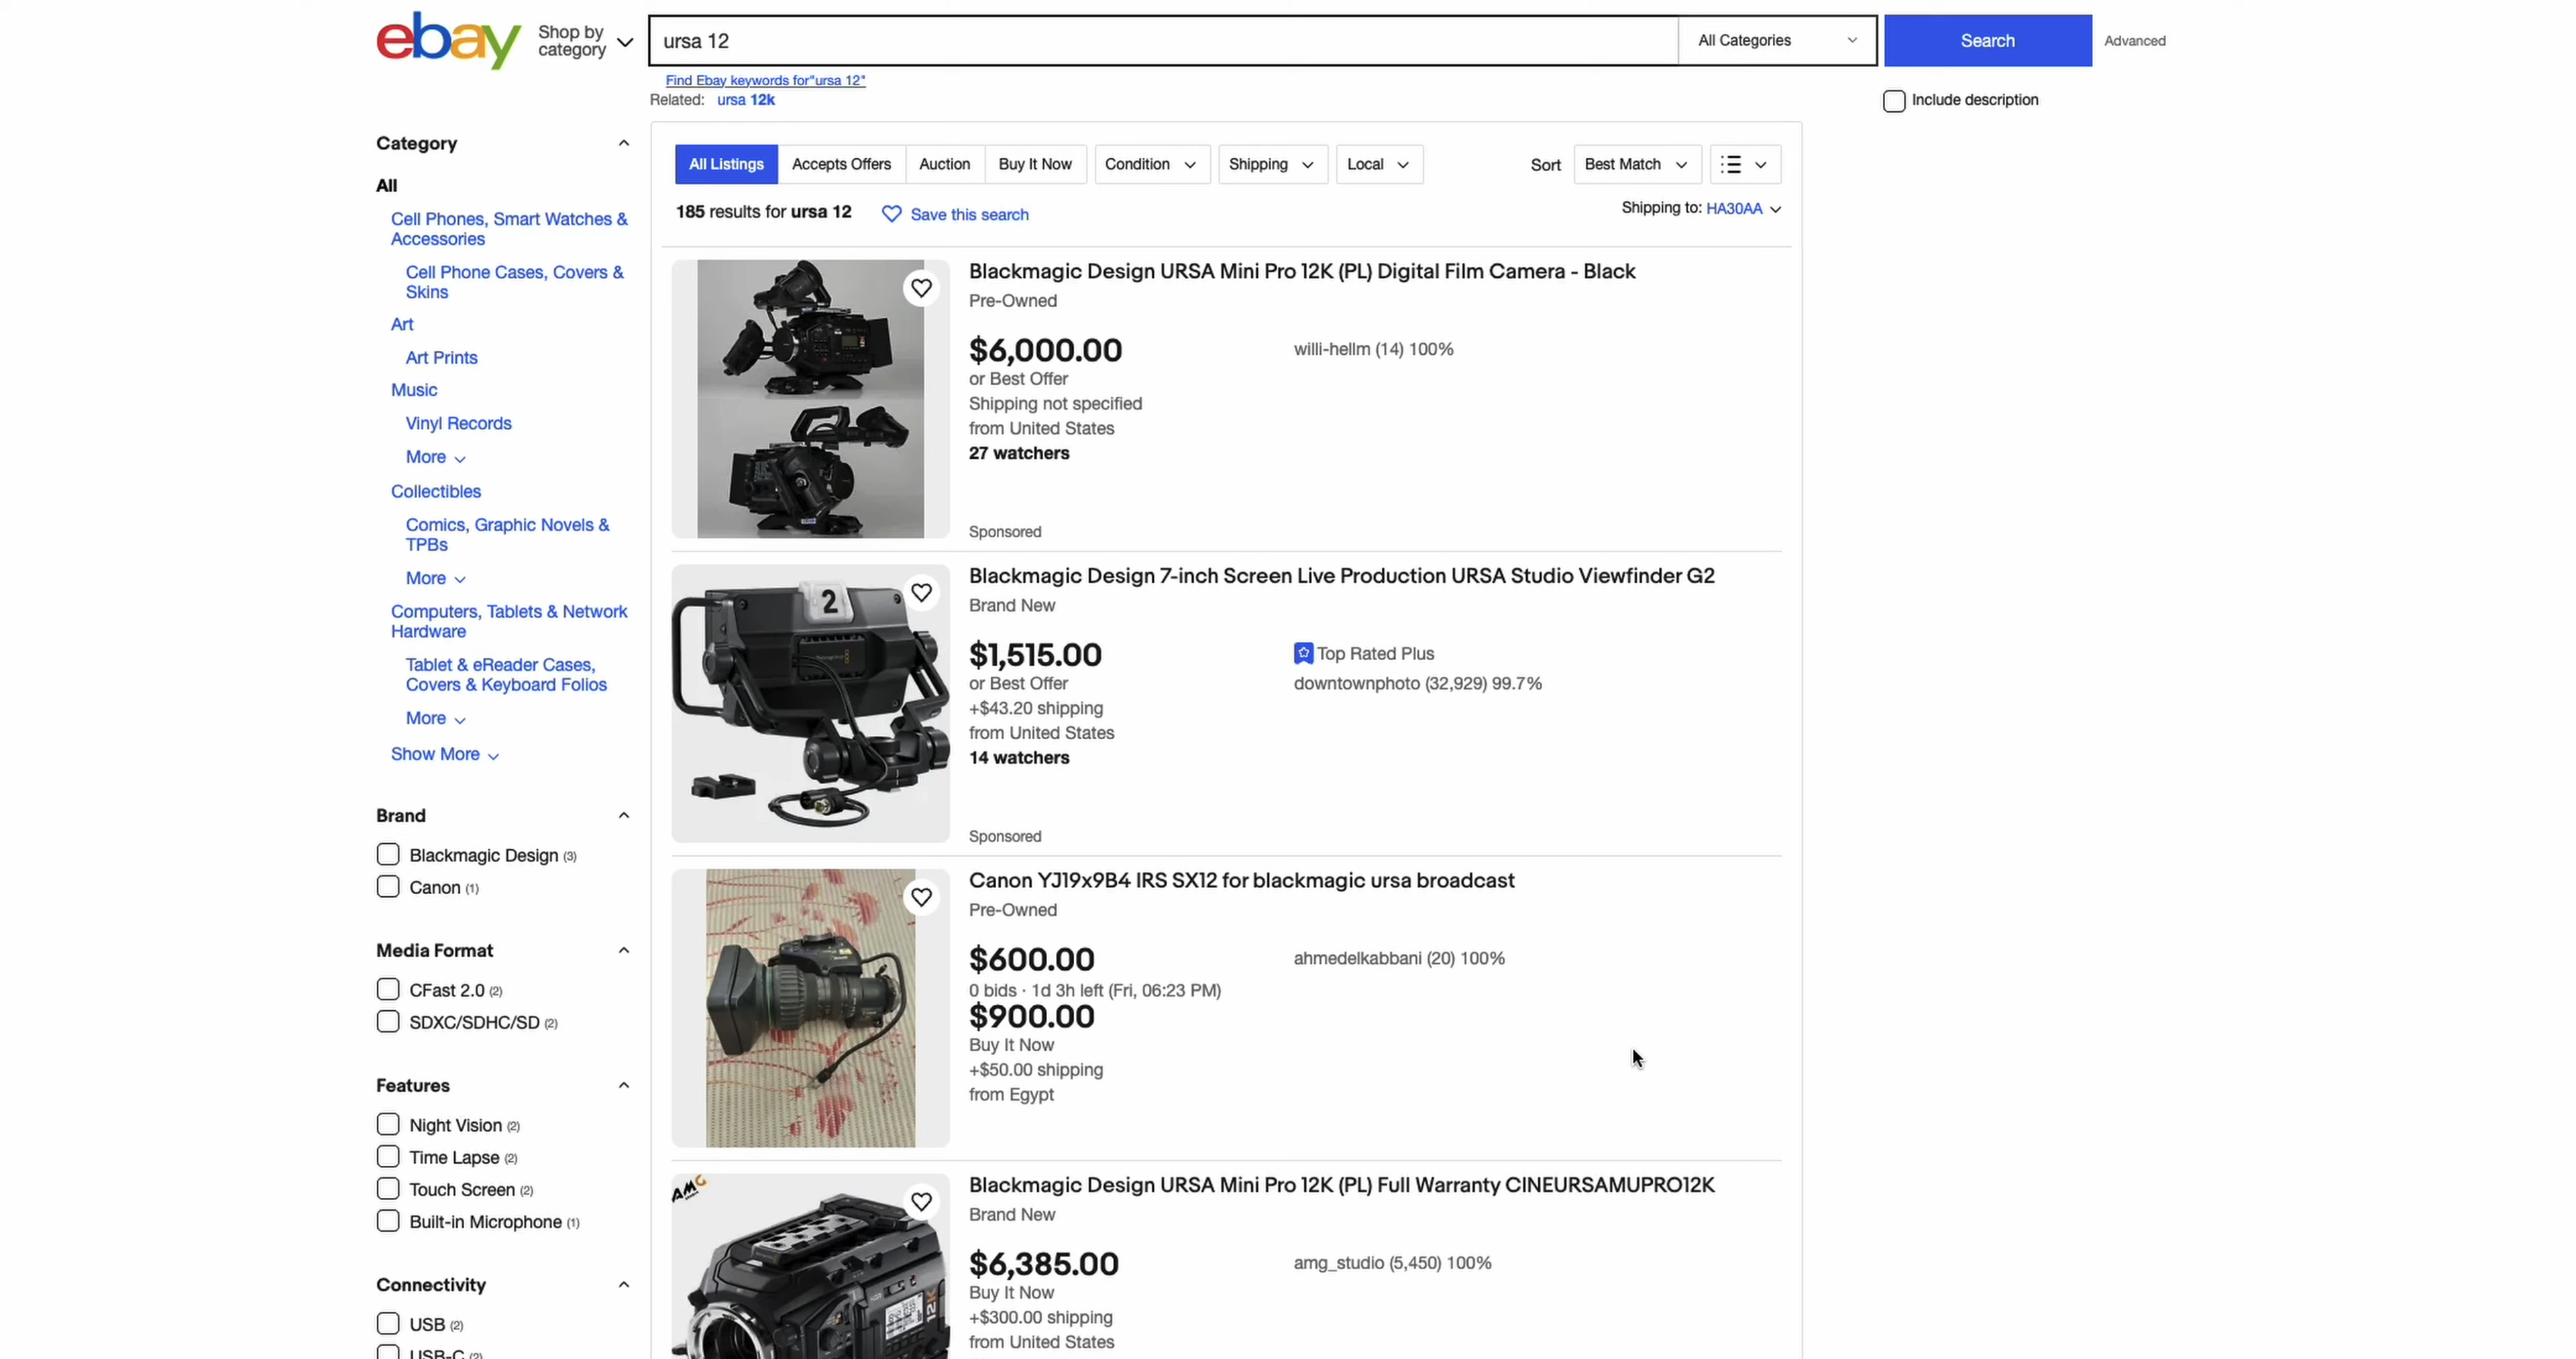 ebay
Shop by
category
ursa 12
All Categories
Search
Advanced
Find Ebay keywords for"ursa 12"
Related: ursa 12k
Include description
Category
All
Cell Phones, Smart Watches &
Accessories
Cell Phone Cases, Covers &
Skins
Art
Art Prints
Music
Vinyl Records
More
Collectibles
Comics, Graphic Novels &
TPBs
More
Computers, Tablets & Network
Hardware
Tablet & eReader Cases,
Covers & Keyboard Folios
More
Show More
Brand
Blackmagic Design (3)
Canon (1)
Media Format
CFast 2.0 (2)
SDXC/SDHC/SD (2)
Features
Night Vision (2)
Time Lapse (2)
Touch Screen (2)
Built-in Microphone (1)
Connectivity
USB (2)
USB-C (2)
All Listings
Accepts Offers
Auction
Buy It Now
Condition
Shipping
Local
Sort
Best Match
185 results for ursa 12
Save this search
Shipping to: HA30AA
Blackmagic Design URSA Mini Pro 12K (PL) Digital Film Camera - Black
Pre-Owned
$6,000.00
willi-hellm (14) 100%
or Best Offer
Shipping not specified
from United States
27 watchers
Sponsored
2
Blackmagic Design 7-inch Screen Live Production URSA Studio Viewfinder G2
Brand New
$1,515.00
Top Rated Plus
or Best Offer
downtownphoto (32,929) 99.7%
+$43.20 shipping
from United States
14 watchers
Sponsored
Canon YJ19x9B4 IRS SX12 for blackmagic ursa broadcast
Pre-Owned
$600.00
ahmedelkabbani (20) 100%
0 bids · 1d 3h left (Fri, 06:23 PM)
$900.00
Buy It Now
+$50.00 shipping
from Egypt
AMG
12K
Blackmagic Design URSA Mini Pro 12K (PL) Full Warranty CINEURSAMUPRO12K
Brand New
$6,385.00
amg_studio (5,450) 100%
Buy It Now
+$300.00 shipping
from United States